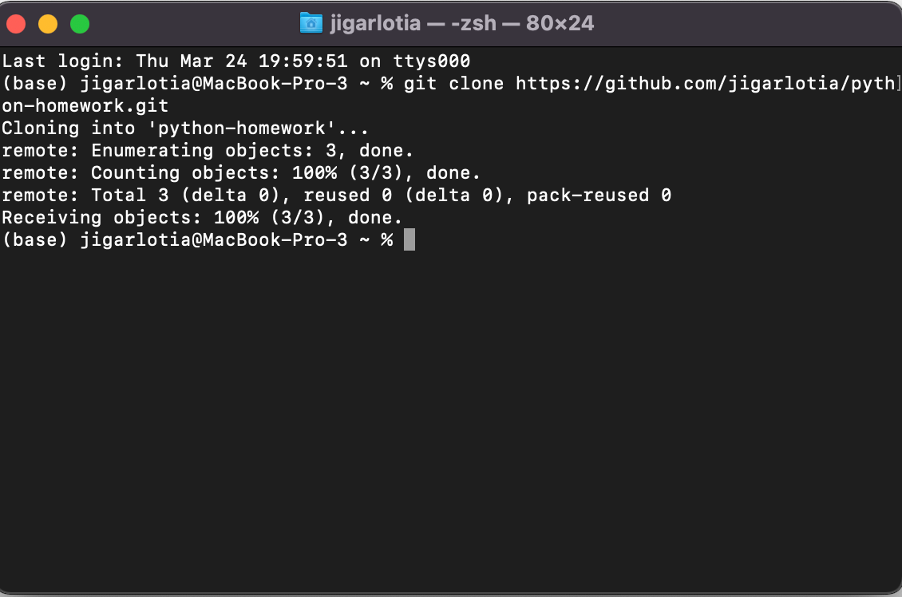 jigarlotia — -zsh — 80×24
Last login: Thu Mar 24 19:59:51 on ttys000
(base) jigarlotia@MacBook-Pro-3 ~ % git clone https://github.com/jigarlotia/pyth
on-homework.git
Cloning into 'python-homework'...
remote: Enumerating objects: 3, done.
remote: Counting objects: 100% (3/3), done.
remote: Total 3 (delta 0), reused 0 (delta 0), pack-reused 0
Receiving objects: 100% (3/3), done.
(base) jigarlotia@MacBook-Pro-3 ~ %